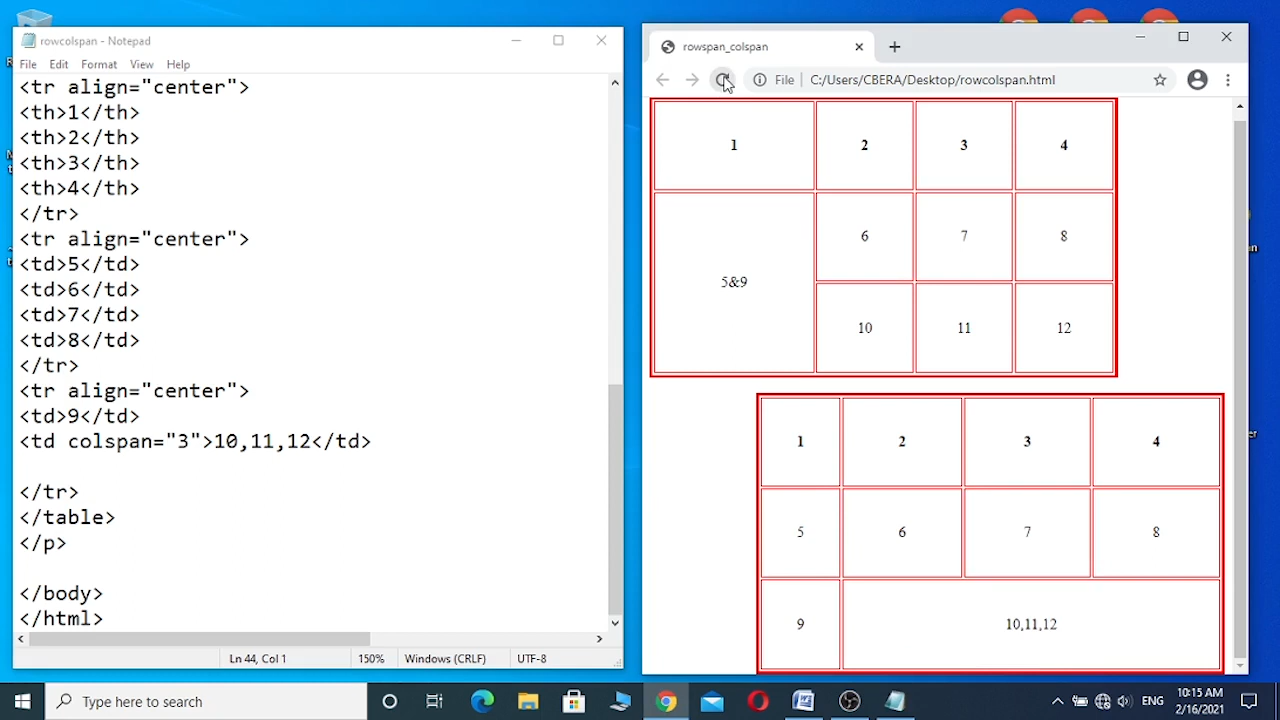 rowcolspan - Notepad
File Edit Format View Help
<tr align="center">
<th>1</th>
<th>2</th>
<th>3</th>
<th>4</th>
</tr>
<tr align="center">
<td>5</td>
<td>6</td>
<td>7</td>
<td>8</td>
</tr>
<tr align="center">
<td>9</td>
<td colspan="3">10,11,12</td>
</tr>
</table>
</p>
</body>
</html>
Ln 44, Col 1 150% Windows (CRLF) UTF-8
rowspan_colspan
File C:/Users/CBERA/Desktop/rowcolspan.html
1 2 3 4
6 7 8
5&9
10 11 12
1 2 3 4
5 6 7 8
9 10,11,12
Type here to search
ENG
10:15 AM
2/16/2021